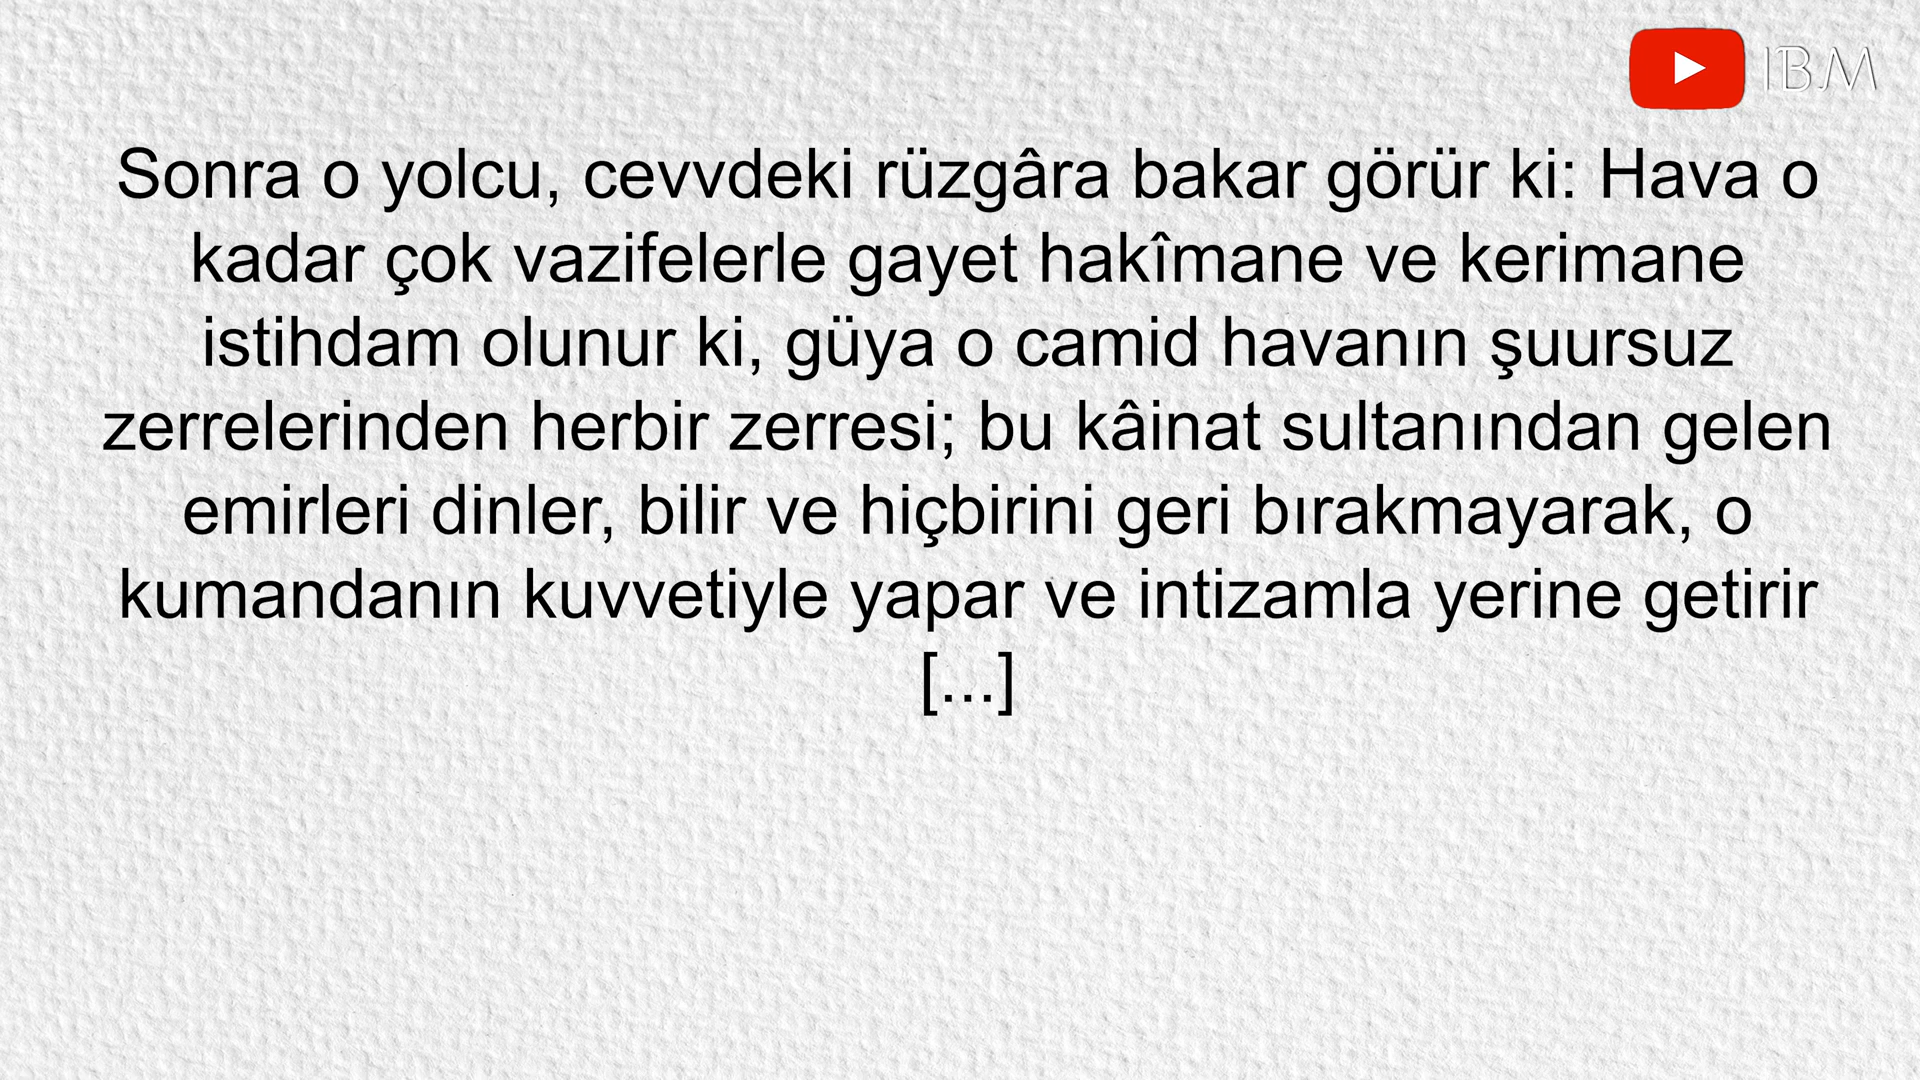 IBM
Sonra o yolcu, cevvdeki rüzgâra bakar görür ki: Hava o
kadar çok vazifelerle gayet hakîmane ve kerimane
istihdam olunur ki, güya o camid havanın şuursuz
zerrelerinden herbir zerresi; bu kâinat sultanından gelen
emirleri dinler, bilir ve hiçbirini geri bırakmayarak, o
kumandanın kuvvetiyle yapar ve intizamla yerine getirir
[...]